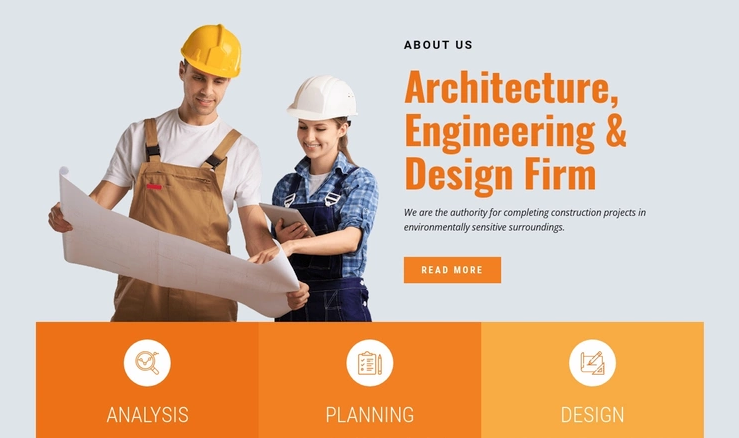 ABOUT US
Architecture,
Engineering &
Design Firm
We are the authority for completing construction projects in
environmentally sensitive surroundings.
READ MORE
ANALYSIS
PLANNING
DESIGN